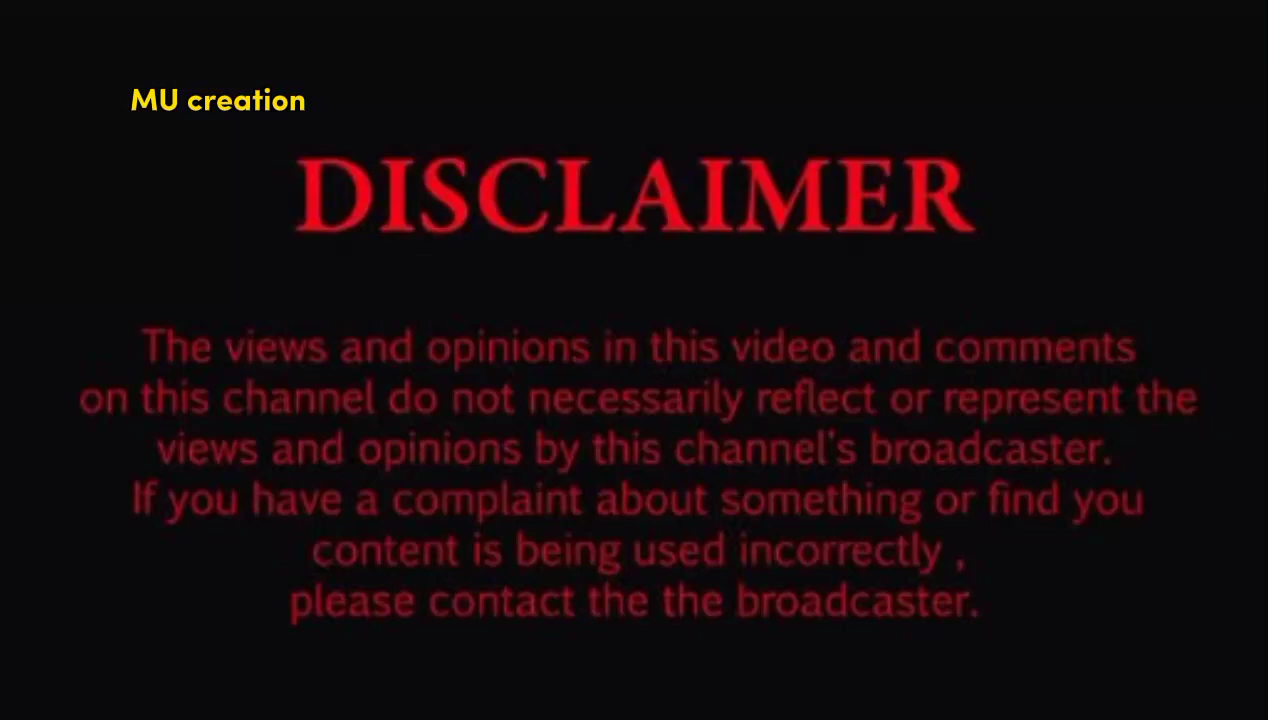 MU creation
DISCLAIMER
The views and opinions in this video and comments
on this channel do not necessarily reflect or represent the
views and opinions by this channel's broadcaster.
If you have a complaint about something or find you
content is being used incorrectly ,
please contact the the broadcaster.